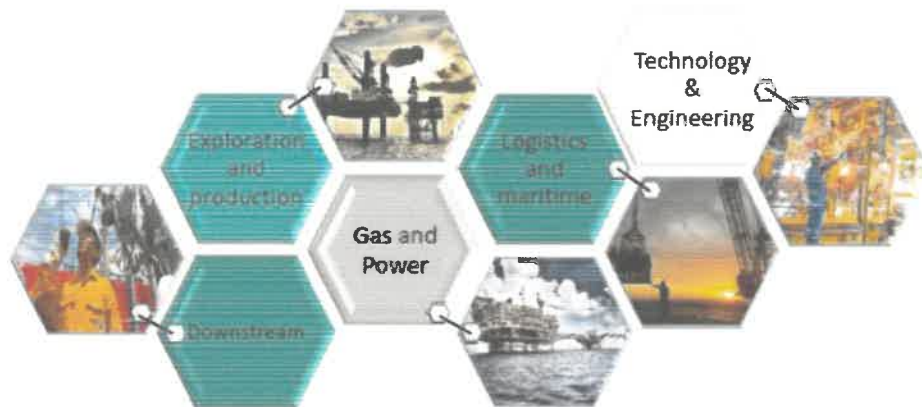 Technology
&
Engineering
Exploration
and
production
Logistics
and
maritime
Gas and
Power
Downstream